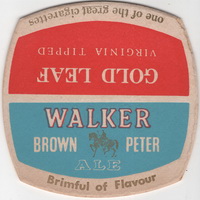 one of the great cigarettes
VIRGINIA TIPPED
GOLD LEAF
WALKER
BROWN PETER
ALE
Brimful of Flavour